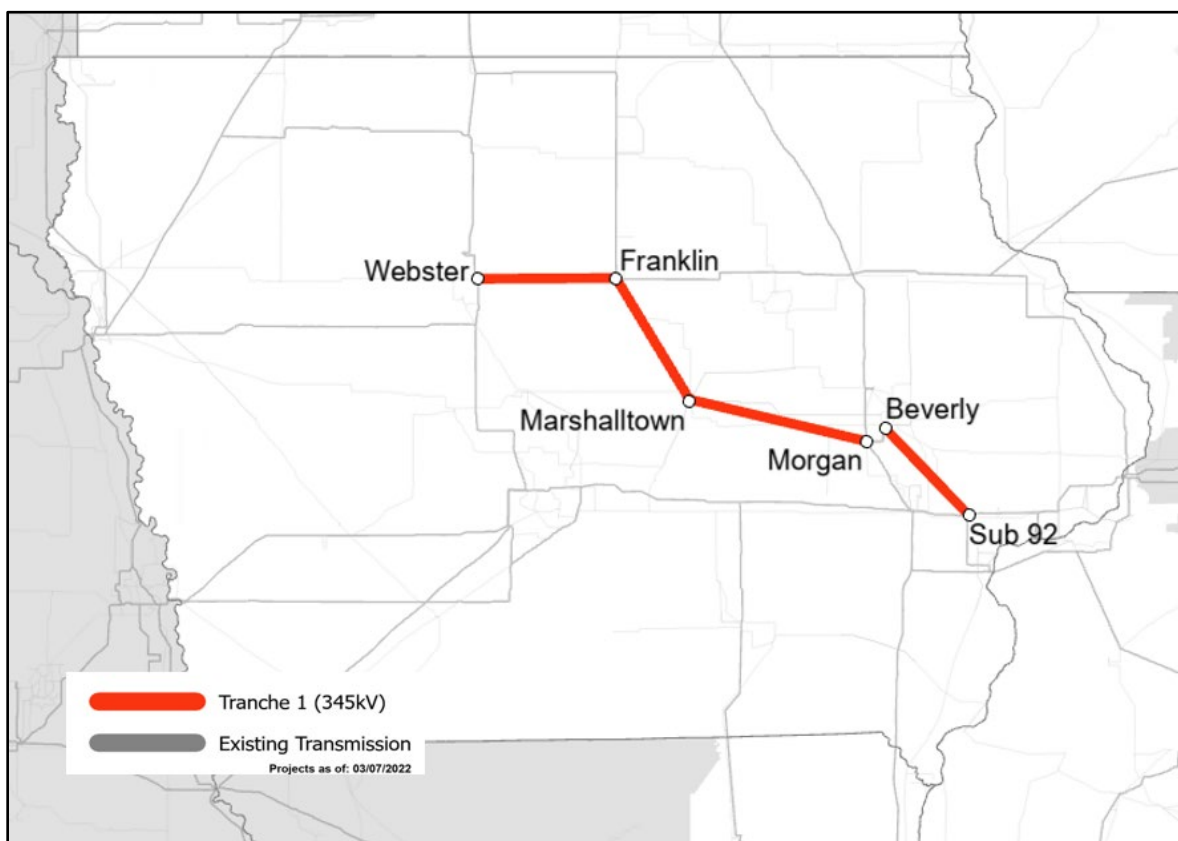 Webster
Franklin
Marshalltown
Beverly
Morgan
Sub 92
Tranche 1 (345kV)
Existing Transmission
Projects as of: 03/07/2022